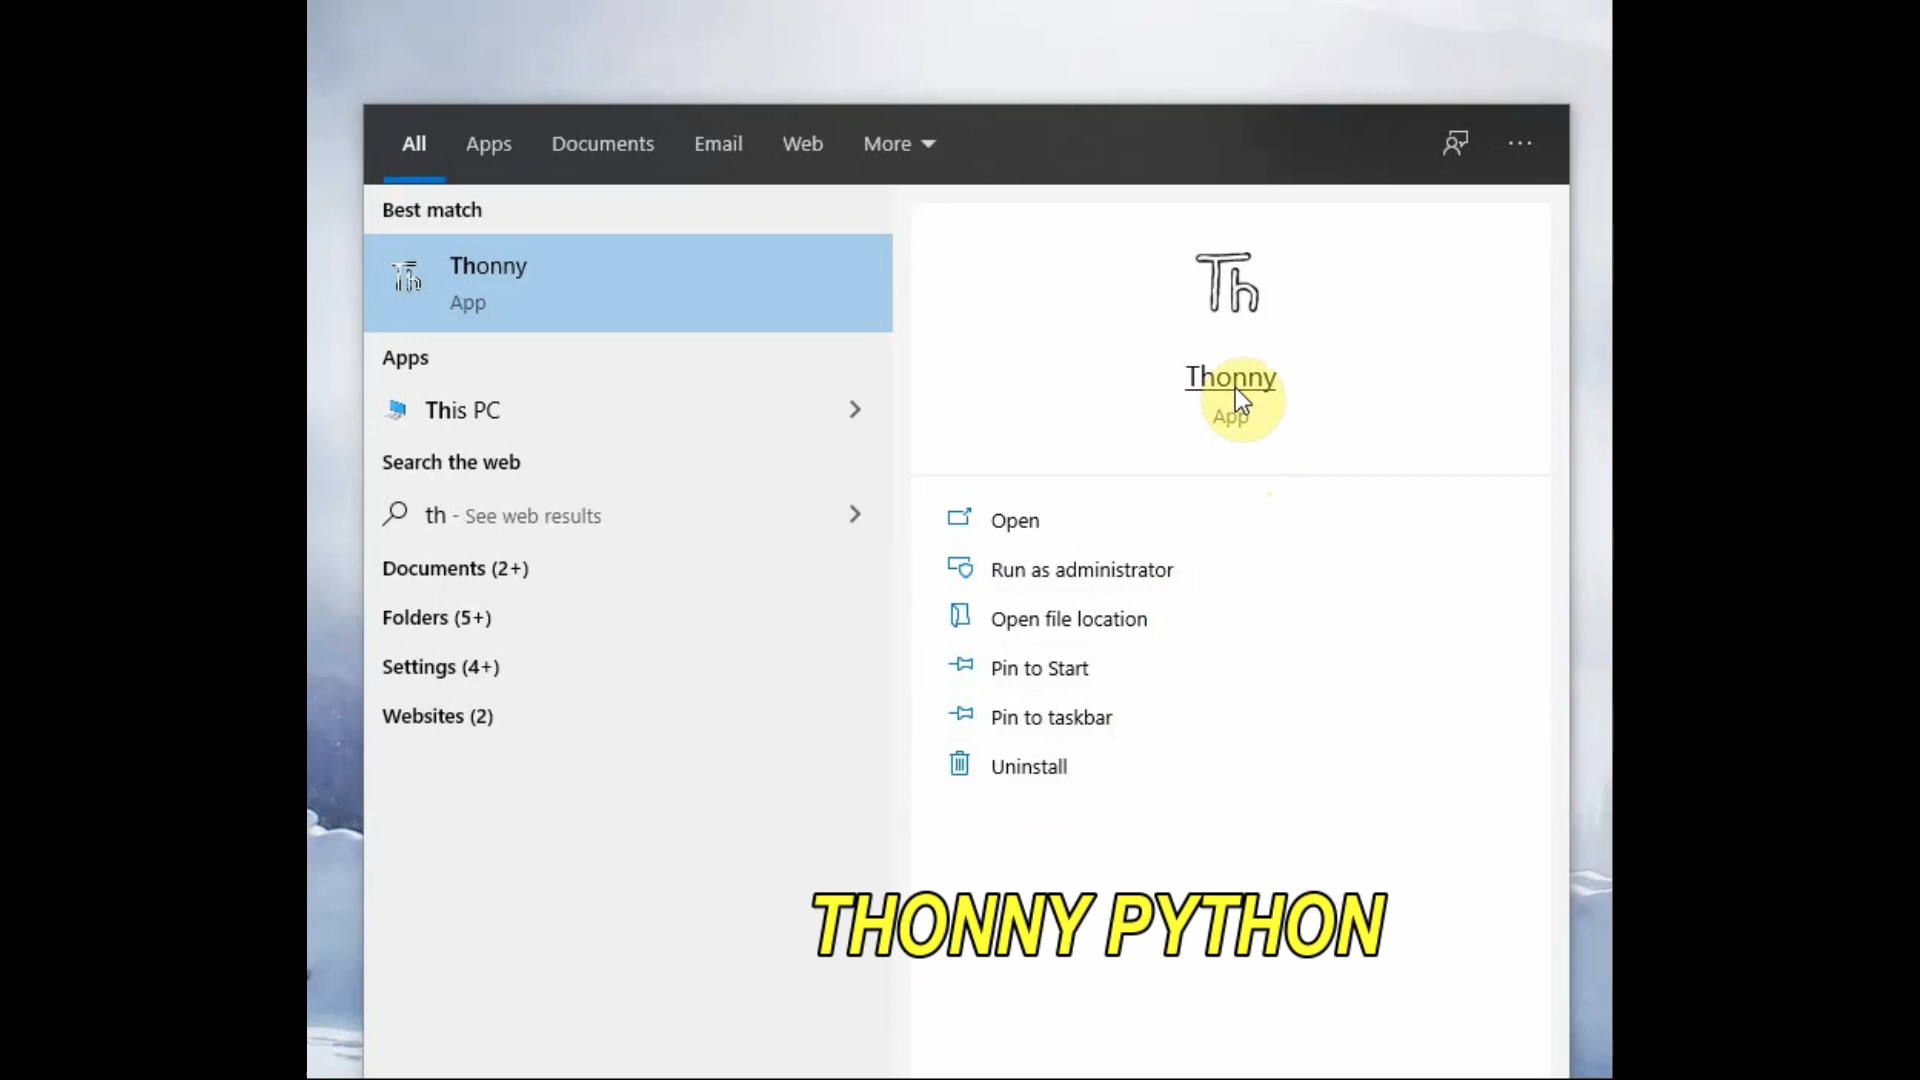 All Apps Documents Email Web More
Best match
Th Thonny
App
Apps
This PC
Search the web
th - See web results
Documents (2+)
Folders (5+)
Settings (4+)
Websites (2)
Th
Thonny
App
Open
Run as administrator
Open file location
Pin to Start
Pin to taskbar
Uninstall
THONNY PYTHON